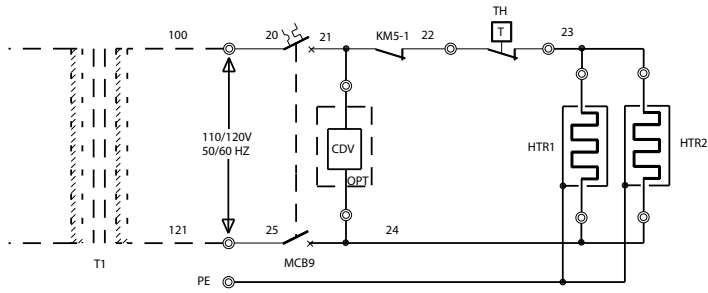 TH
T
100
20
21
KM5-1
22
23
110/120V
50/60 HZ
CDV
OPT
HTR1
HTR2
121
25
24
T1
MCB9
PE